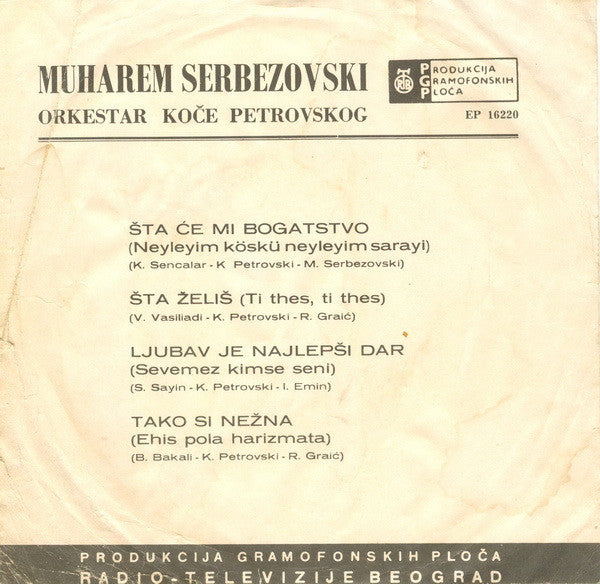 MUHAREM SERBEZOVSKI
ORKESTAR KOČE PETROVSKOG
PGP RTB
PRODUKCIJA
GRAMOFONSKIH
PLOČA
EP 16220
ŠTA ĆE MI BOGATSTVO
(Neyleyim köskü neyleyim sarayi)
(K. Sencalar - K Petrovski - M. Serbezovski)
ŠTA ŽELIŠ (Ti thes, ti thes)
(V. Vasiliadi - K. Petrovski - R. Graić)
LJUBAV JE NAJLEPŠI DAR
(Sevemez kimse seni)
(S. Sayin - K. Petrovski - I. Emin)
TAKO SI NEŽNA
(Ehis pola harizmata)
(B. Bakali - K. Petrovski - R. Graić)
PRODUKCIJA GRAMOFONSKIH PLOČA
RADIO-TELEVIZIJE BEOGRAD